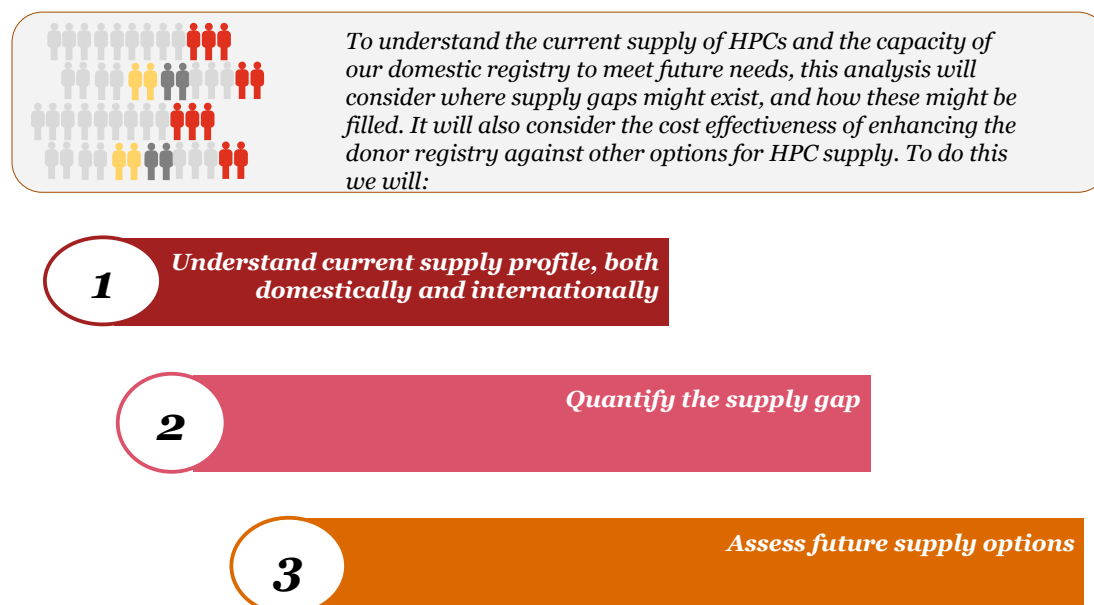 To understand the current supply of HPCs and the capacity of
our domestic registry to meet future needs, this analysis will
consider where supply gaps might exist, and how these might be
filled. It will also consider the cost effectiveness of enhancing the
donor registry against other options for HPC supply. To do this
we will:
1
Understand current supply profile, both
domestically and internationally
2
Quantify the supply gap
3
Assess future supply options